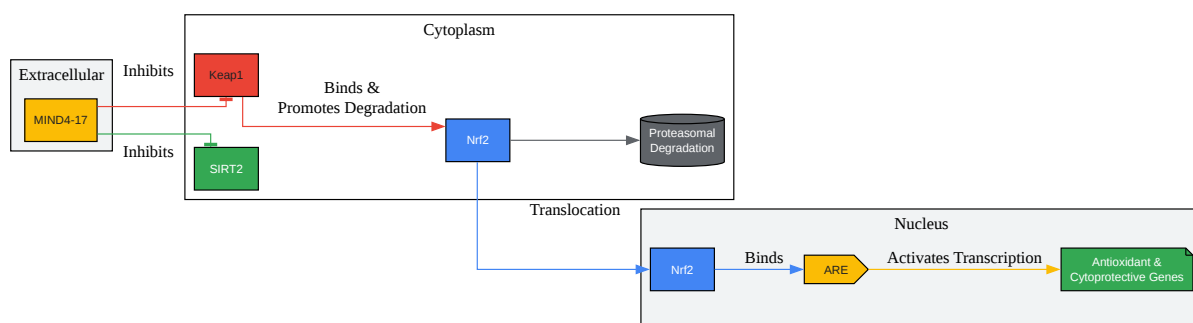 Cytoplasm
Extracellular
Inhibits
Keap1
MIND4-17
Binds &
Promotes Degradation
Inhibits
SIRT2
Nrf2
Proteasomal
Degradation
Translocation
Nucleus
Nrf2
Binds
ARE
Activates Transcription
Antioxidant &
Cytoprotective Genes